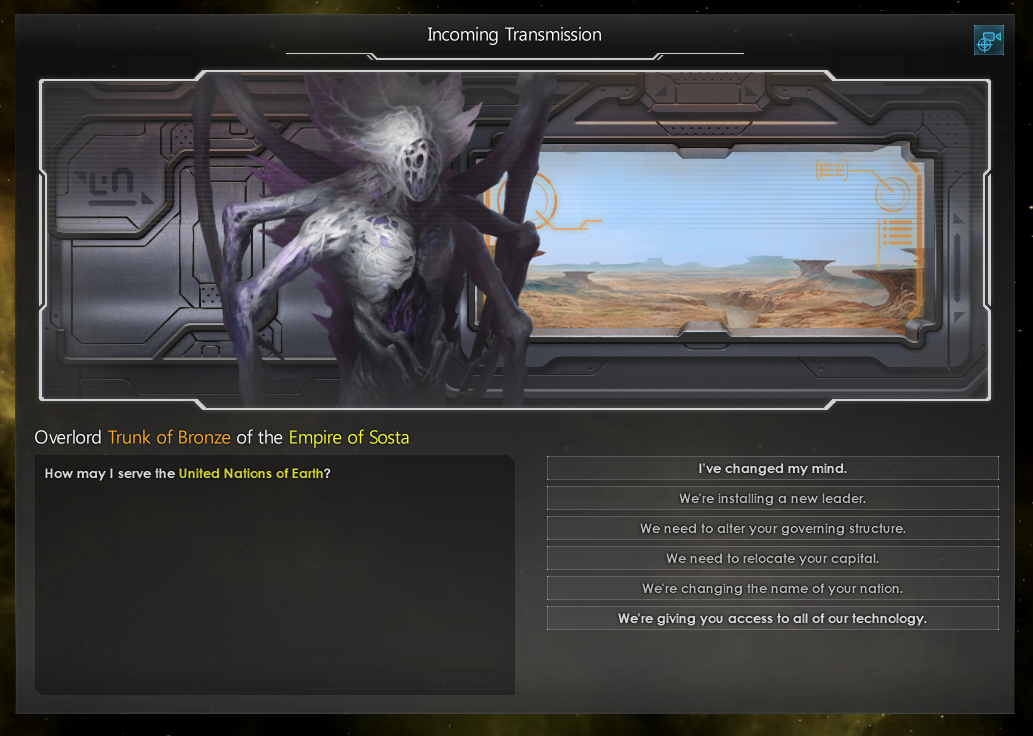 Incoming Transmission
Overlord Trunk of Bronze of the Empire of Sosta
How may I serve the United Nations of Earth?
I've changed my mind.
We're installing a new leader.
We need to alter your governing structure.
We need to relocate your capital.
We're changing the name of your nation.
We're giving you access to all of our technology.